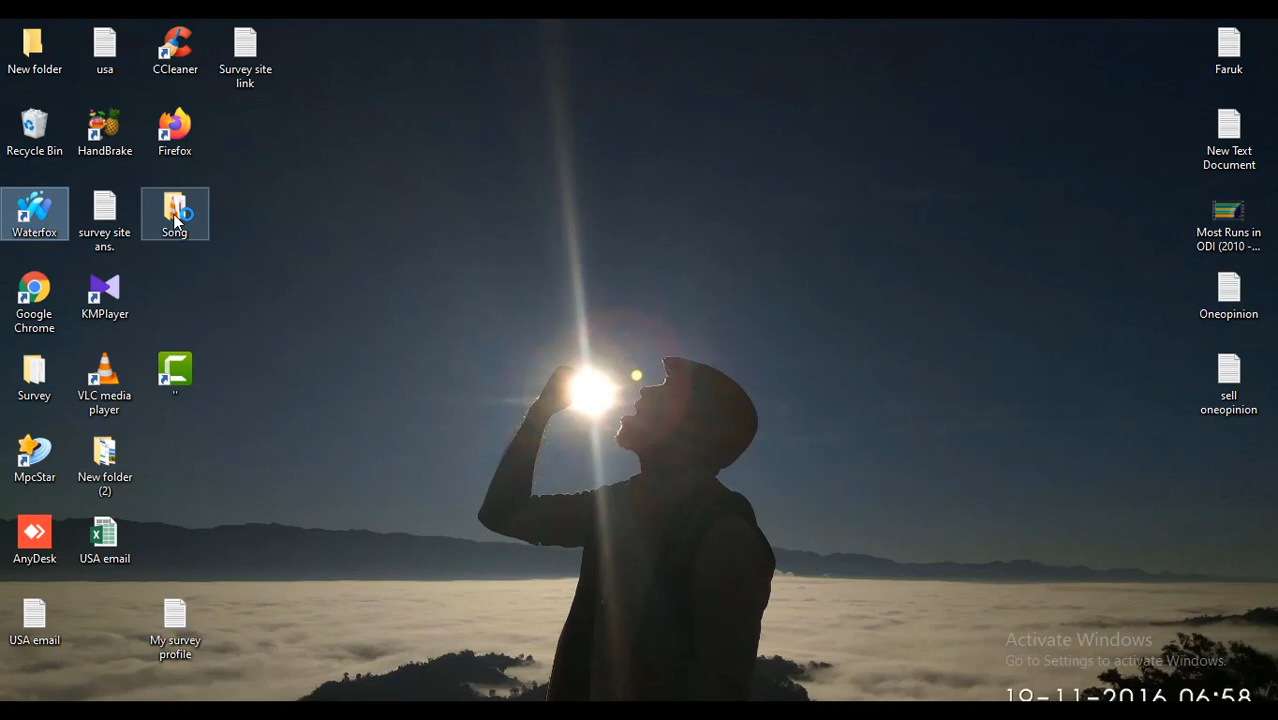 New folder
usa
CCleaner
Survey site
link
Faruk
Recycle Bin
HandBrake
Firefox
New Text
Document
Waterfox
survey site
ans.
Song
Most Runs in
ODI (2010 -...
Google
Chrome
KMPlayer
Oneopinion
Survey
VLC media
player
"
sell
oneopinion
MpcStar
New folder
(2)
AnyDesk
USA email
USA email
My survey
profile
Activate Windows
Go to Settings to activate Windows.
19-11-2016 06:58